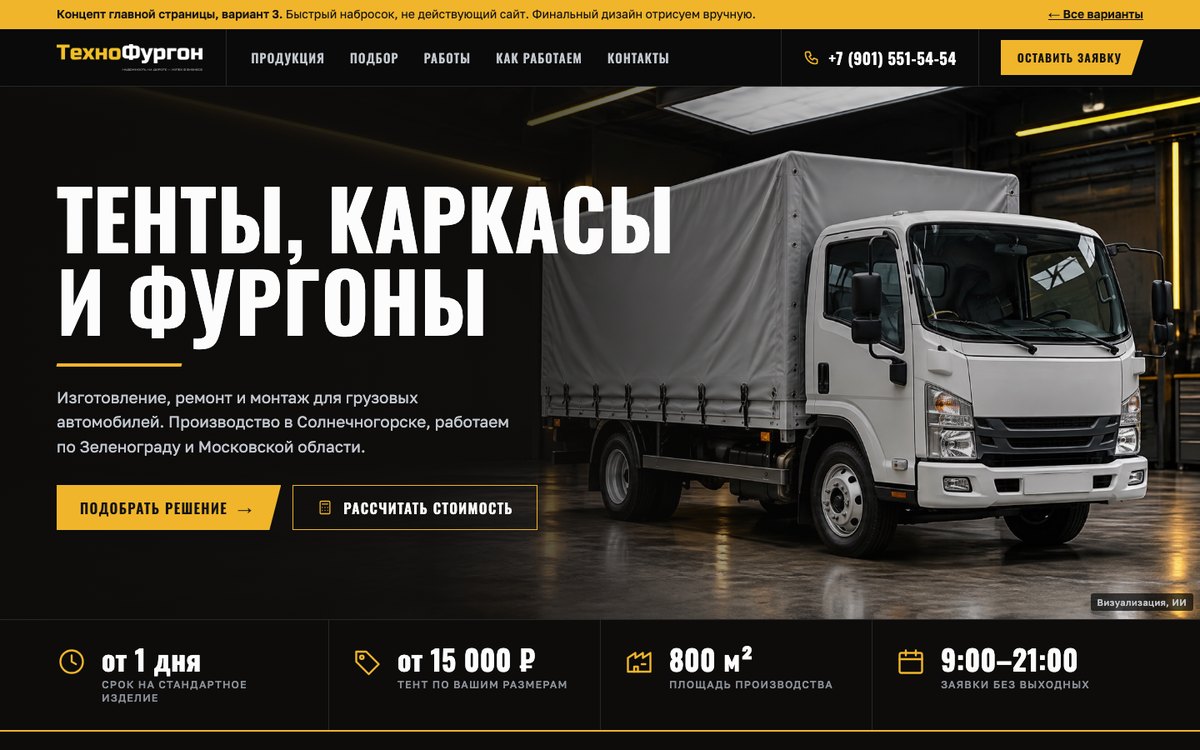 Концепт главной страницы, вариант 3. Быстрый набросок, не действующий сайт. Финальный дизайн отрисуем вручную.
← Все варианты
ТехноФургон
ПРОДУКЦИЯ
ПОДБОР
РАБОТЫ
КАК РАБОТАЕМ
КОНТАКТЫ
+7 (901) 551-54-54
ОСТАВИТЬ ЗАЯВКУ
ТЕНТЫ, КАРКАСЫ
И ФУРГОНЫ
Изготовление, ремонт и монтаж для грузовых
автомобилей. Производство в Солнечногорске, работаем
по Зеленограду и Московской области.
ПОДОБРАТЬ РЕШЕНИЕ →
РАССЧИТАТЬ СТОИМОСТЬ
Визуализация, ИИ
от 1 дня
СРОК НА СТАНДАРТНОЕ
ИЗДЕЛИЕ
от 15 000 ₽
ТЕНТ ПО ВАШИМ РАЗМЕРАМ
800 м²
ПЛОЩАДЬ ПРОИЗВОДСТВА
9:00–21:00
ЗАЯВКИ БЕЗ ВЫХОДНЫХ